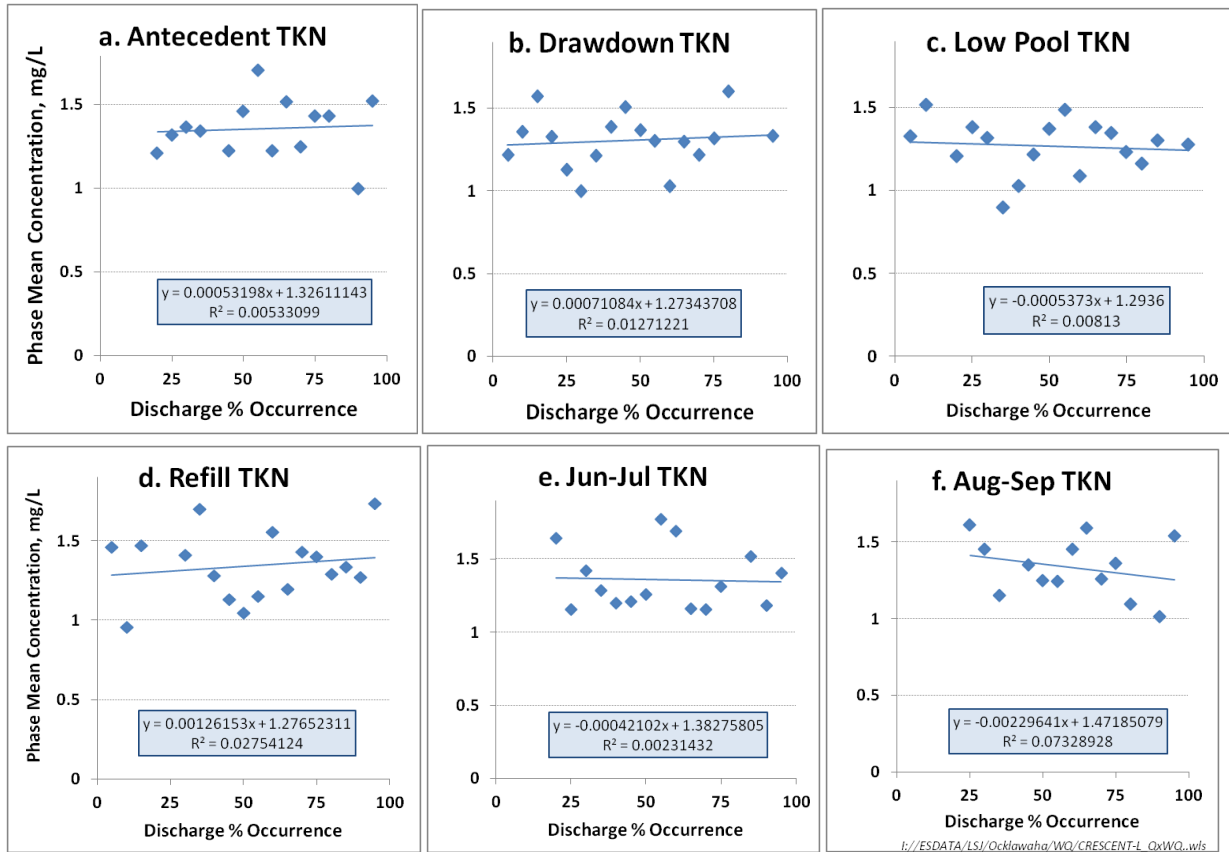 a. Antecedent TKN
Phase Mean Concentration, mg/L
1.5
1
0.5
0
y = 0.00053198x + 1.32611143
R² = 0.00533099
0 25 50 75 100
Discharge % Occurrence
b. Drawdown TKN
1.5
1
0.5
0
y = 0.00071084x + 1.27343708
R² = 0.01271221
0 25 50 75 100
Discharge % Occurrence
c. Low Pool TKN
1.5
1
0.5
0
y = -0.0005373x + 1.2936
R² = 0.00813
0 25 50 75 100
Discharge % Occurrence
d. Refill TKN
Phase Mean Concentration, mg/L
1.5
1
0.5
0
y = 0.00126153x + 1.27652311
R² = 0.02754124
0 25 50 75 100
Discharge % Occurrence
e. Jun-Jul TKN
1.5
1
0.5
0
y = -0.00042102x + 1.38275805
R² = 0.00231432
0 25 50 75 100
Discharge % Occurrence
f. Aug-Sep TKN
1.5
1
0.5
0
y = -0.00229641x + 1.47185079
R² = 0.07328928
0 25 50 75 100
Discharge % Occurrence
I://ESDATA/LSJ/Ocklawaha/WQ/CRESCENT-L_QxWQ..wls